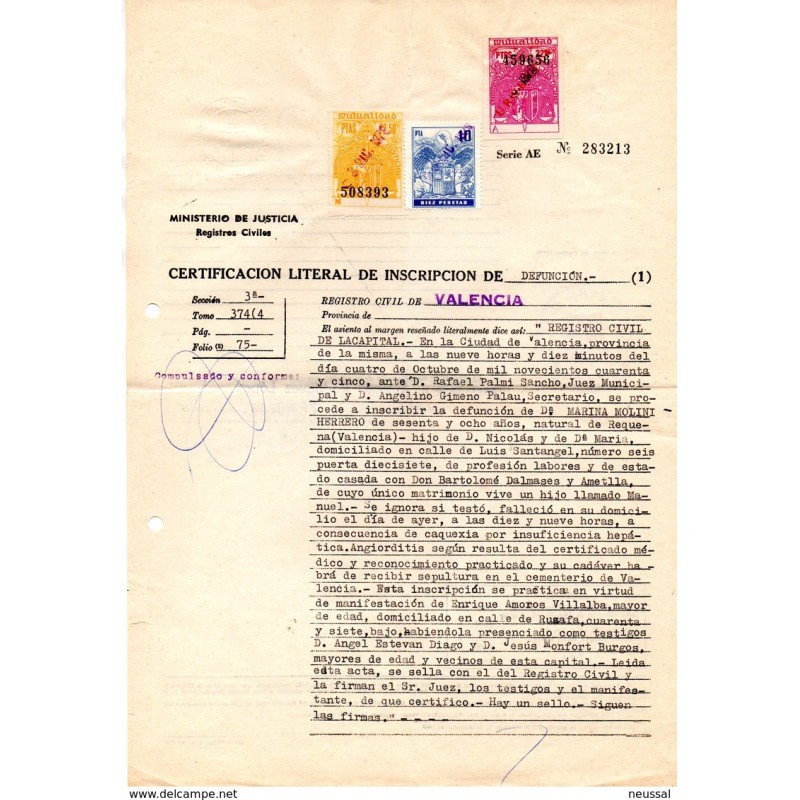 mutualidad
459656
mutualidad
PTAS 50
508393
PTA 10
DIEZ PESETAS
Serie AE Nº 283213
MINISTERIO DE JUSTICIA
Registros Civiles
CERTIFICACION LITERAL DE INSCRIPCION DE DEFUNCIÓN.- (1)
Sección 3ª-
Tomo 374(4
Pág. -
Folio (2) 75-
Compulsado y conforme:
REGISTRO CIVIL DE VALENCIA
Provincia de -
El asiento al margen reseñado literalmente dice así: " REGISTRO CIVIL
DE LACAPITAL.- En la Ciudad de Valencia, provincia
de la misma, a las nueve horas y diez minutos del
día cuatro de Octubre de mil novecientos cuarenta
y cinco, ante D. Rafael Palmi Sancho, Juez Munici-
pal y D. Angelino Gimeno Palau, Secretario, se pro-
cede a inscribir la defunción de Dª MARINA MOLINI
HERRERO de sesenta y ocho años, natural de Reque-
na(Valencia)- hijo de D. Nicolás y de Dª Maria,
domiciliado en calle de Luis Santangel, número seis
puerta diecisiete, de profesión labores y de esta-
do casada con Don Bartolomé Dalmases y Ametlla,
de cuyo único matrimonio vive un hijo llamado Ma-
nuel.- Se ignora si testó, falleció en su domici-
lio el día de ayer, a las diez y nueve horas, a
consecuencia de caquexia por insuficiencia hepá-
tica.Angiorditis según resulta del certificado mé-
dico y reconocimiento practicado y su cadáver ha-
brá de recibir sepultura en el cementerio de Va-
lencia.- Esta inscripción se practica en virtud
de manifestación de Enrique Amoros Villalba, mayor
de edad, domiciliado en calle de Ruzafa, cuarenta
y siete, bajo, habiendola presenciado como testigos
D. Angel Estevan Diago y D. Jesús Monfort Burgos,
mayores de edad y vecinos de esta capital.- Leida
esta acta, se sella con el del Registro Civil y
la firman el Sr. Juez, los testigos y el manifes-
tante, de que certifico.- Hay un sello.- Siguen
las firmas." - - - -
www.delcampe.net
neussal